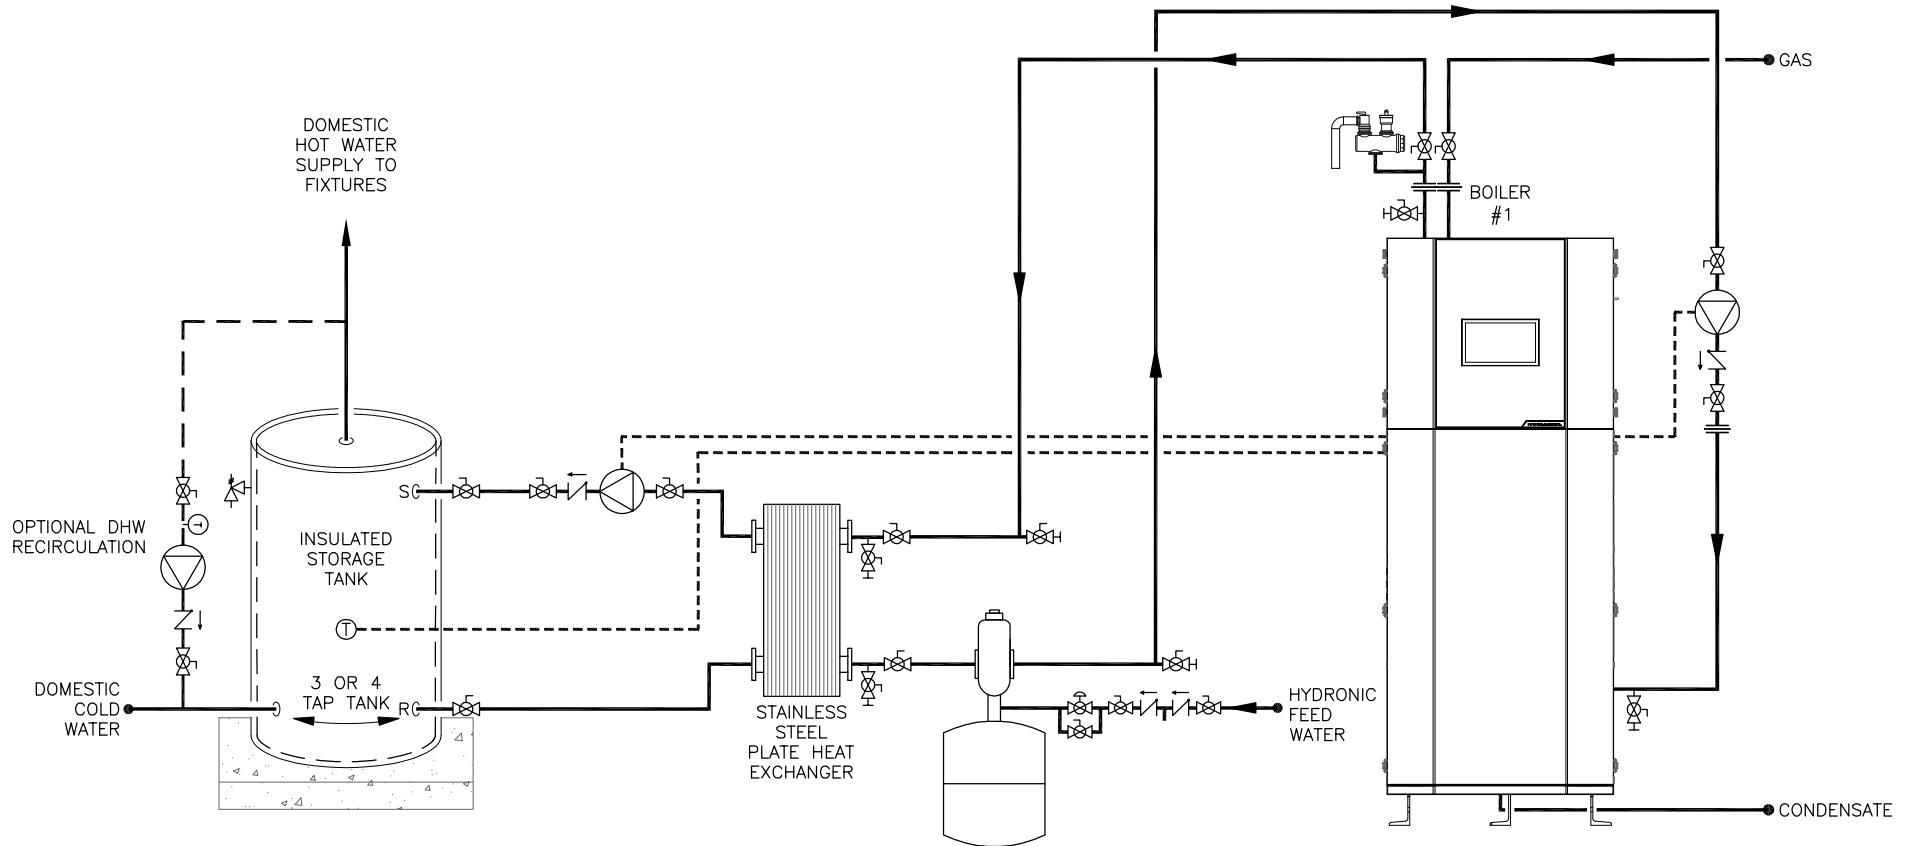 GAS
DOMESTIC
HOT WATER
SUPPLY TO
FIXTURES
BOILER
#1
S
OPTIONAL DHW
RECIRCULATION
T
INSULATED
STORAGE
TANK
T
DOMESTIC
COLD
WATER
3 OR 4
TAP TANK
R
STAINLESS
STEEL
PLATE HEAT
EXCHANGER
HYDRONIC
FEED
WATER
CONDENSATE